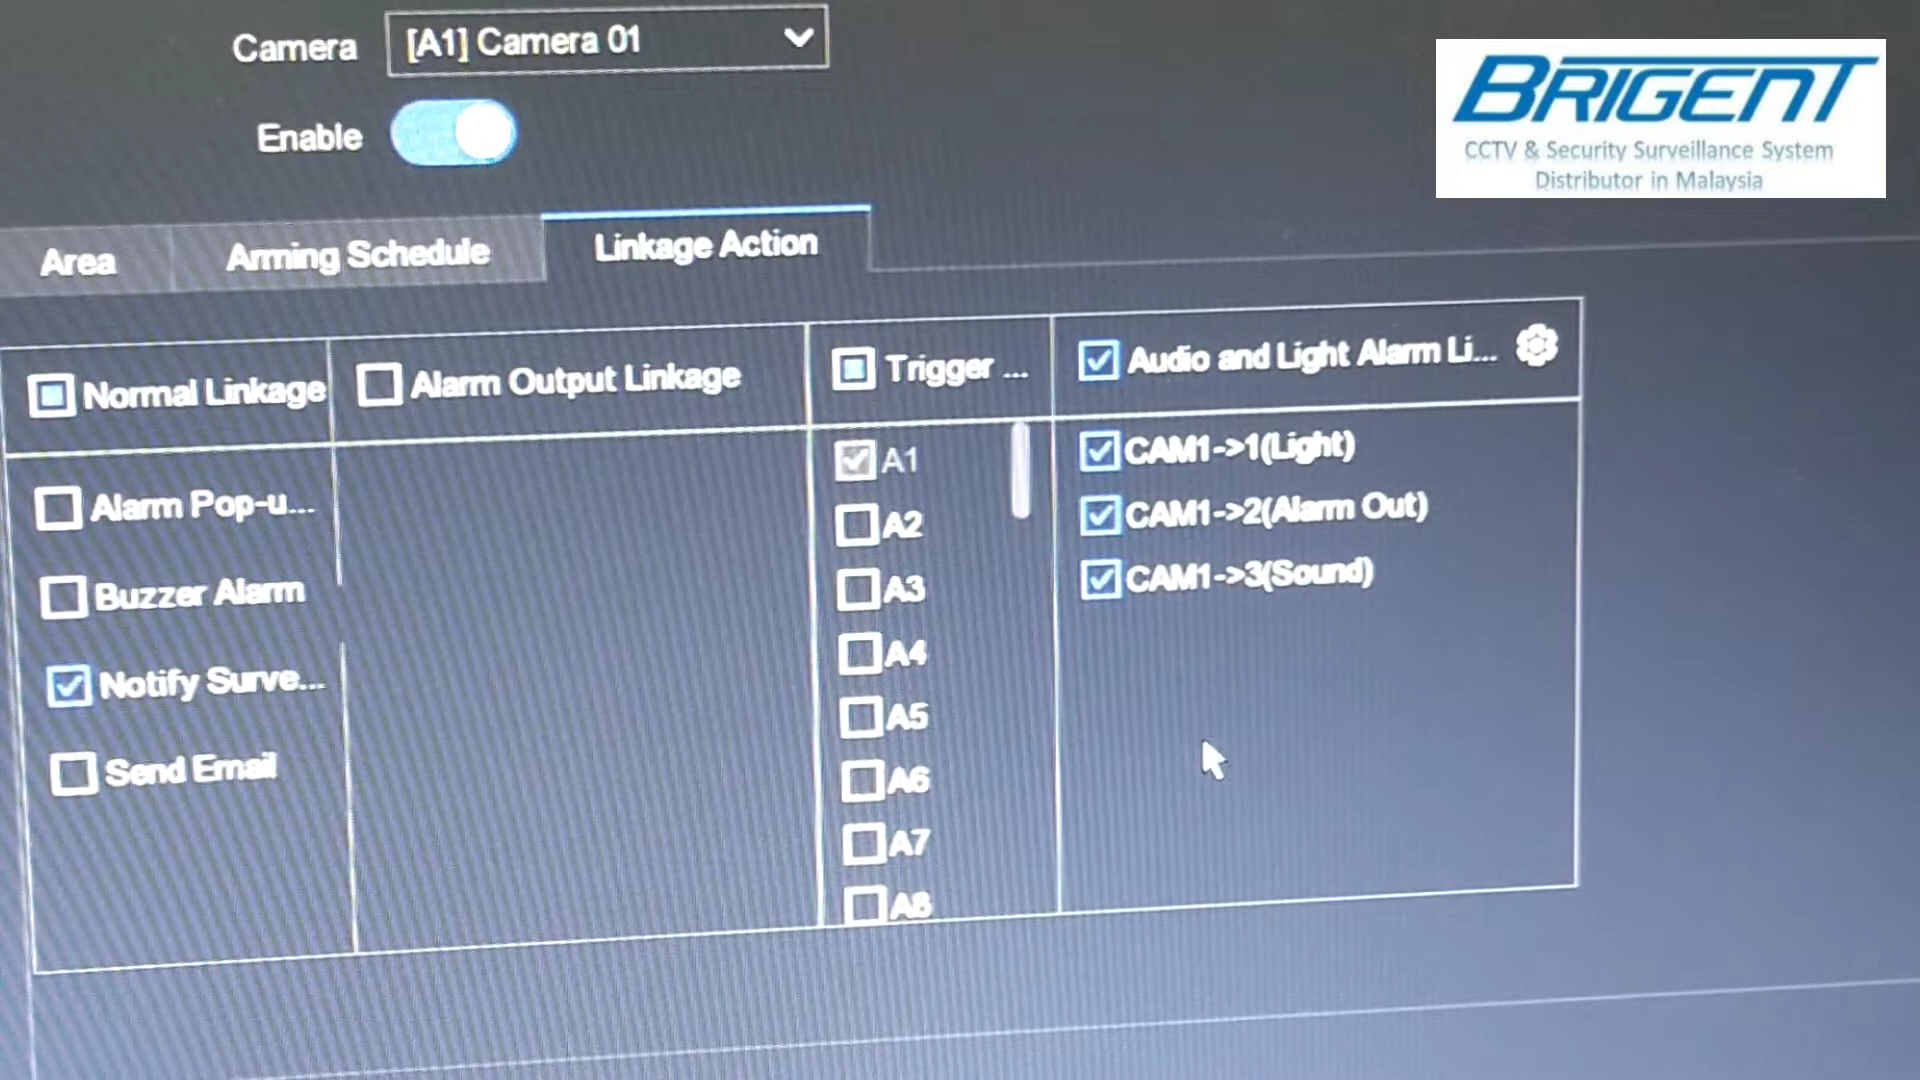 Camera [A1] Camera 01
Enable
BRIGENT
CCTV & Security Surveillance System
Distributor in Malaysia
Area Arming Schedule Linkage Action
Normal Linkage Alarm Output Linkage Trigger ... Audio and Light Alarm Li...
Alarm Pop-u...
Buzzer Alarm
Notify Surve...
Send Email
A1
A2
A3
A4
A5
A6
A7
A8
CAM1->1(Light)
CAM1->2(Alarm Out)
CAM1->3(Sound)